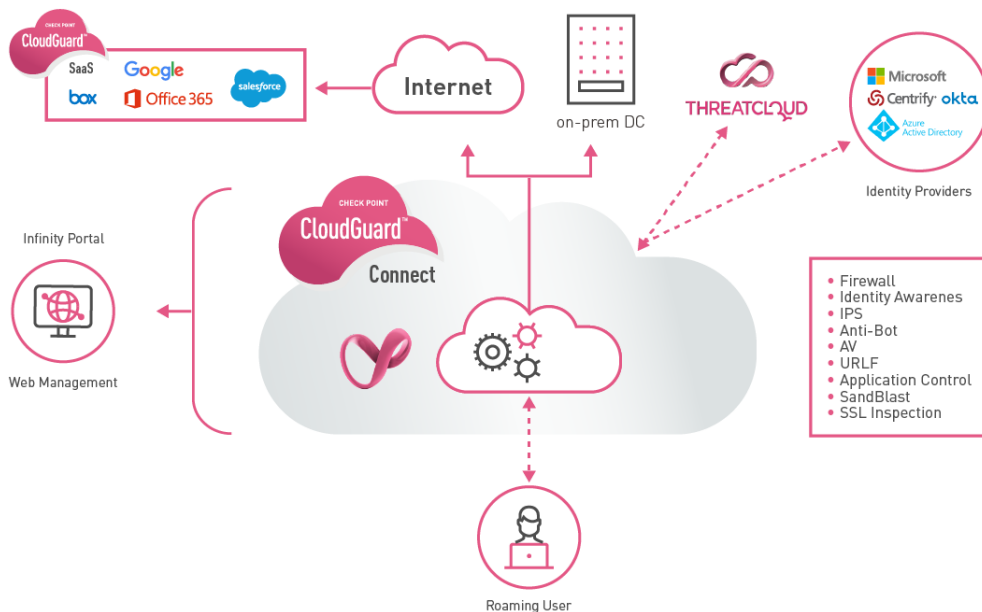 CHECK POINT
CloudGuard™
SaaS
Google
box
Office 365
salesforce
Internet
on-prem DC
THREATCLOUD
Microsoft
Centrify
okta
Azure
Active Directory
Identity Providers
Infinity Portal
Web Management
CHECK POINT
CloudGuard™
Connect
Firewall
Identity Awarenes
IPS
Anti-Bot
AV
URLF
Application Control
SandBlast
SSL Inspection
Roaming User